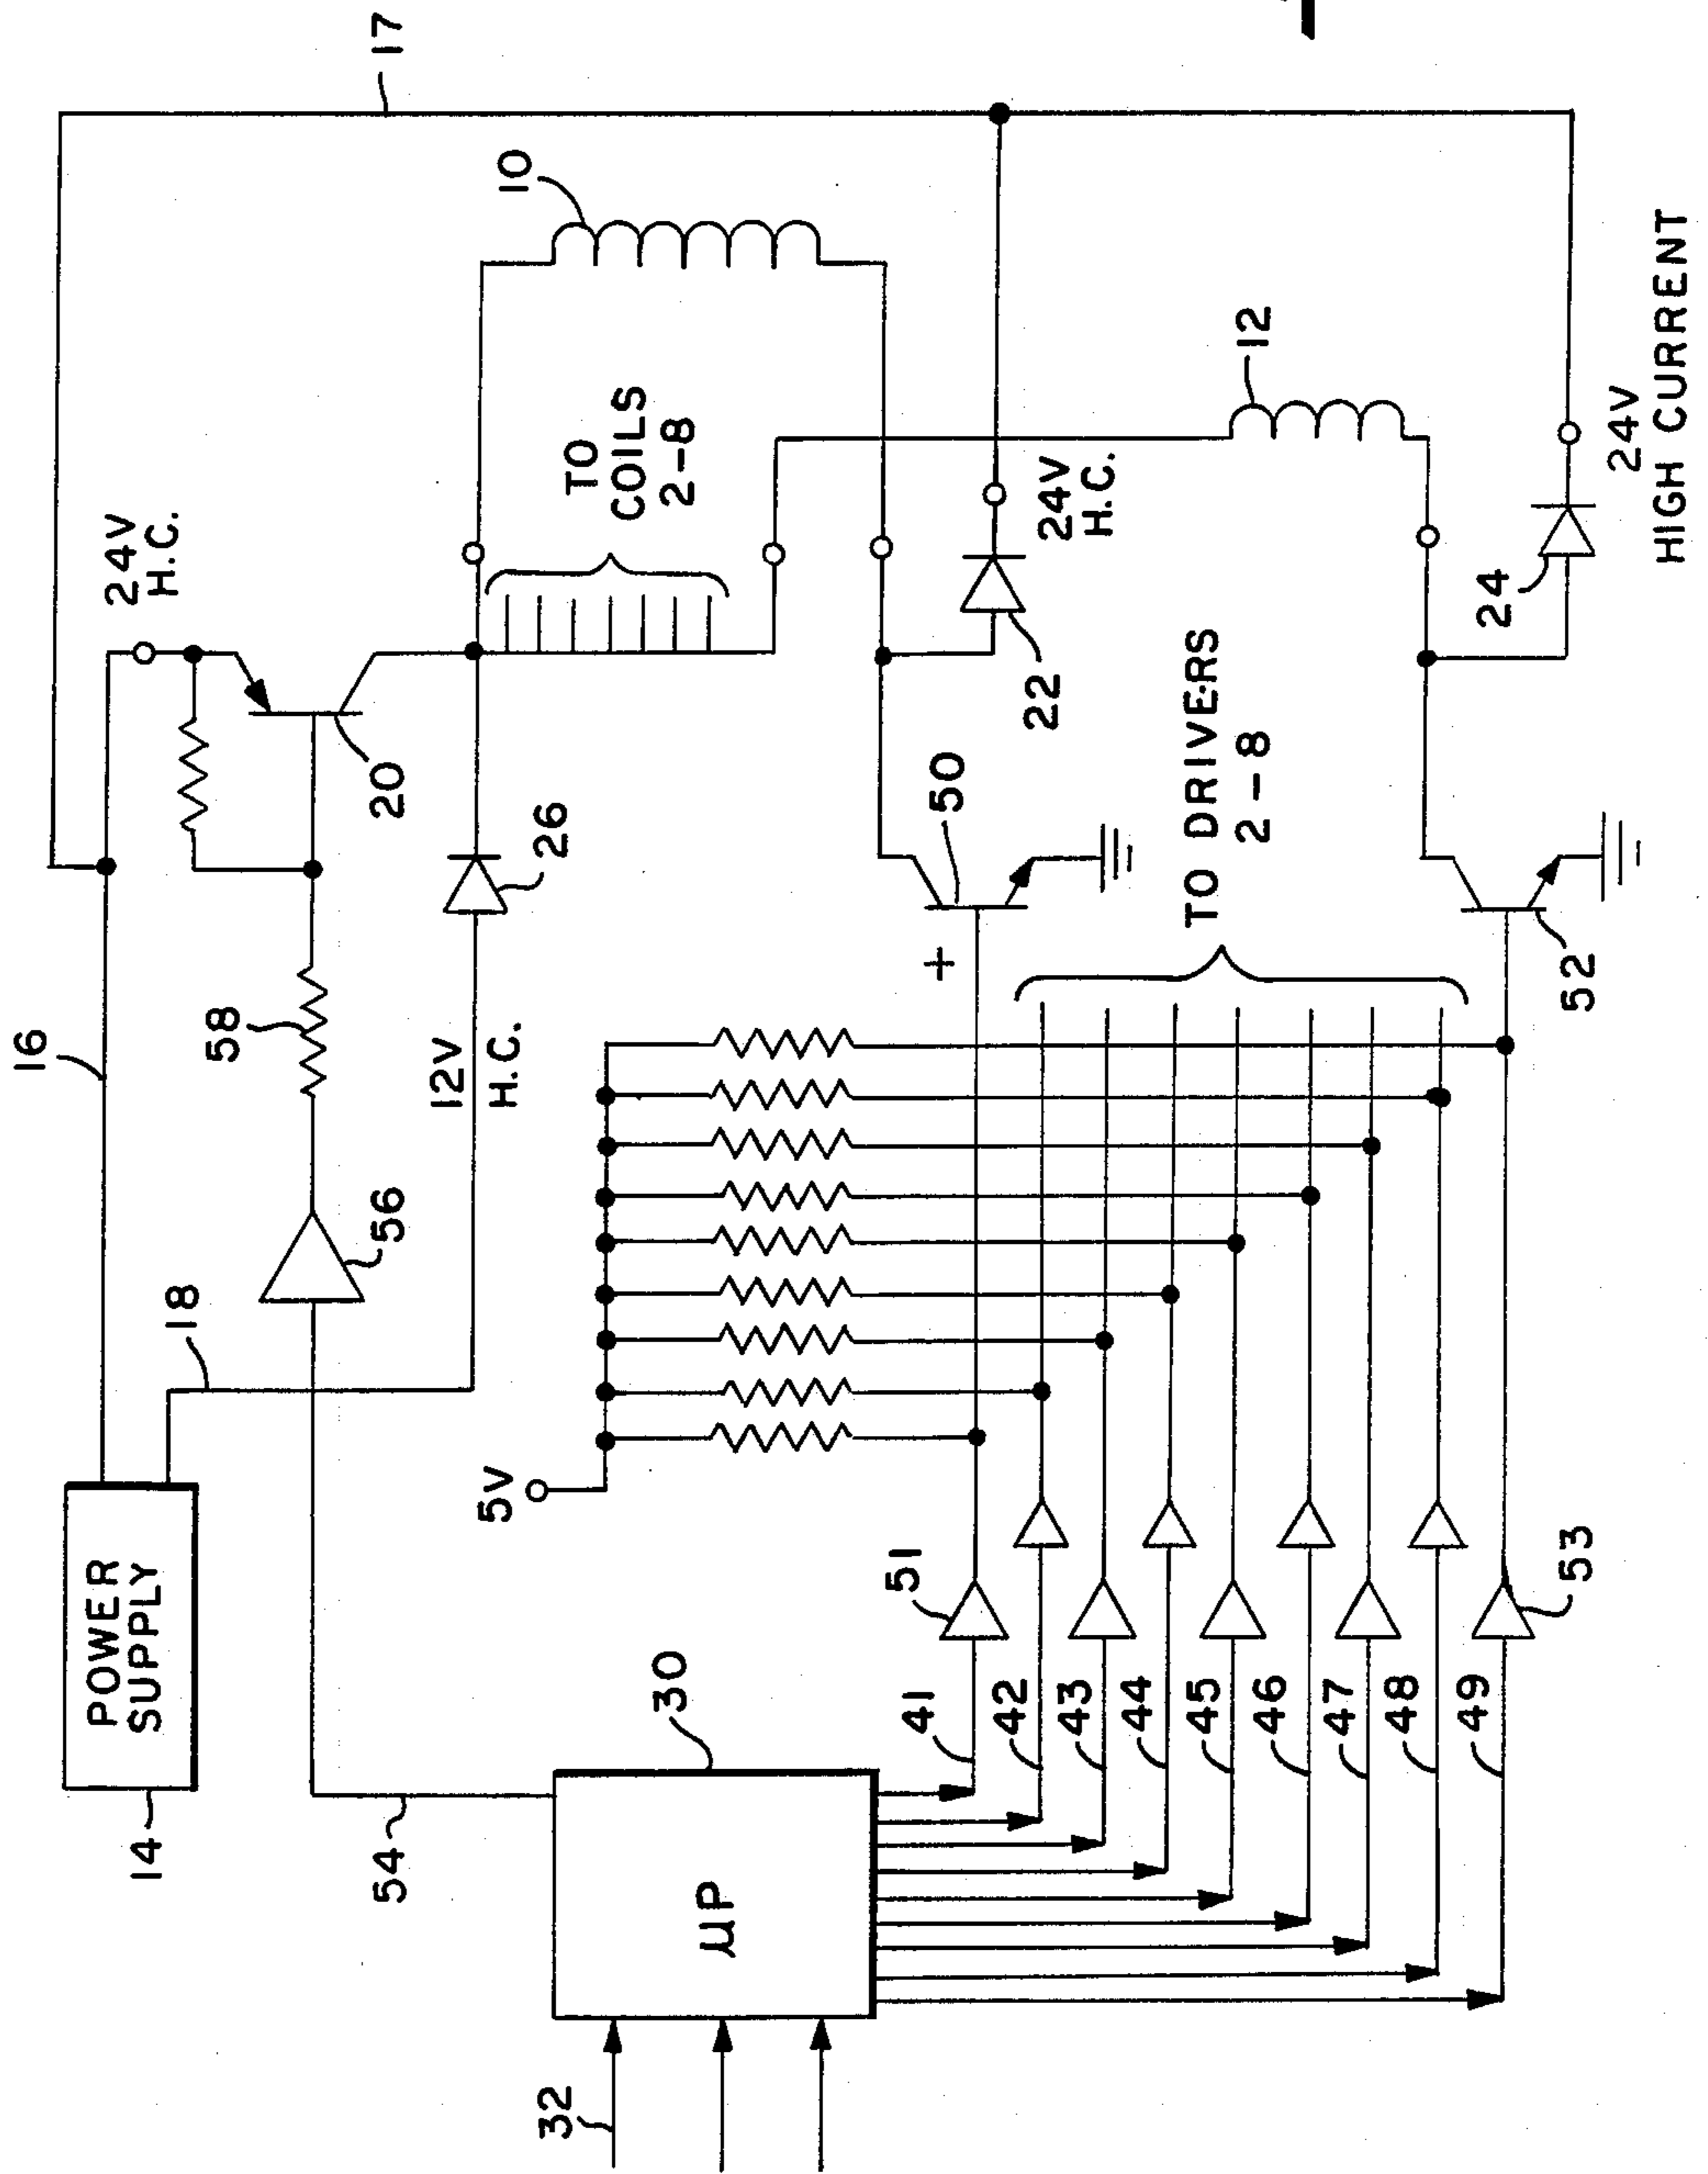 16
17
24V
H.C.
18
58
POWER
SUPPLY
14
20
10
56
12V
H.C.
26
TO
COILS
2-8
54
5V
30
μP
32
51
50
+
22
24V
H.C.
12
TO DRIVERS
2-8
41
42
43
44
45
46
47
48
49
53
52
24
24V
HIGH CURRENT